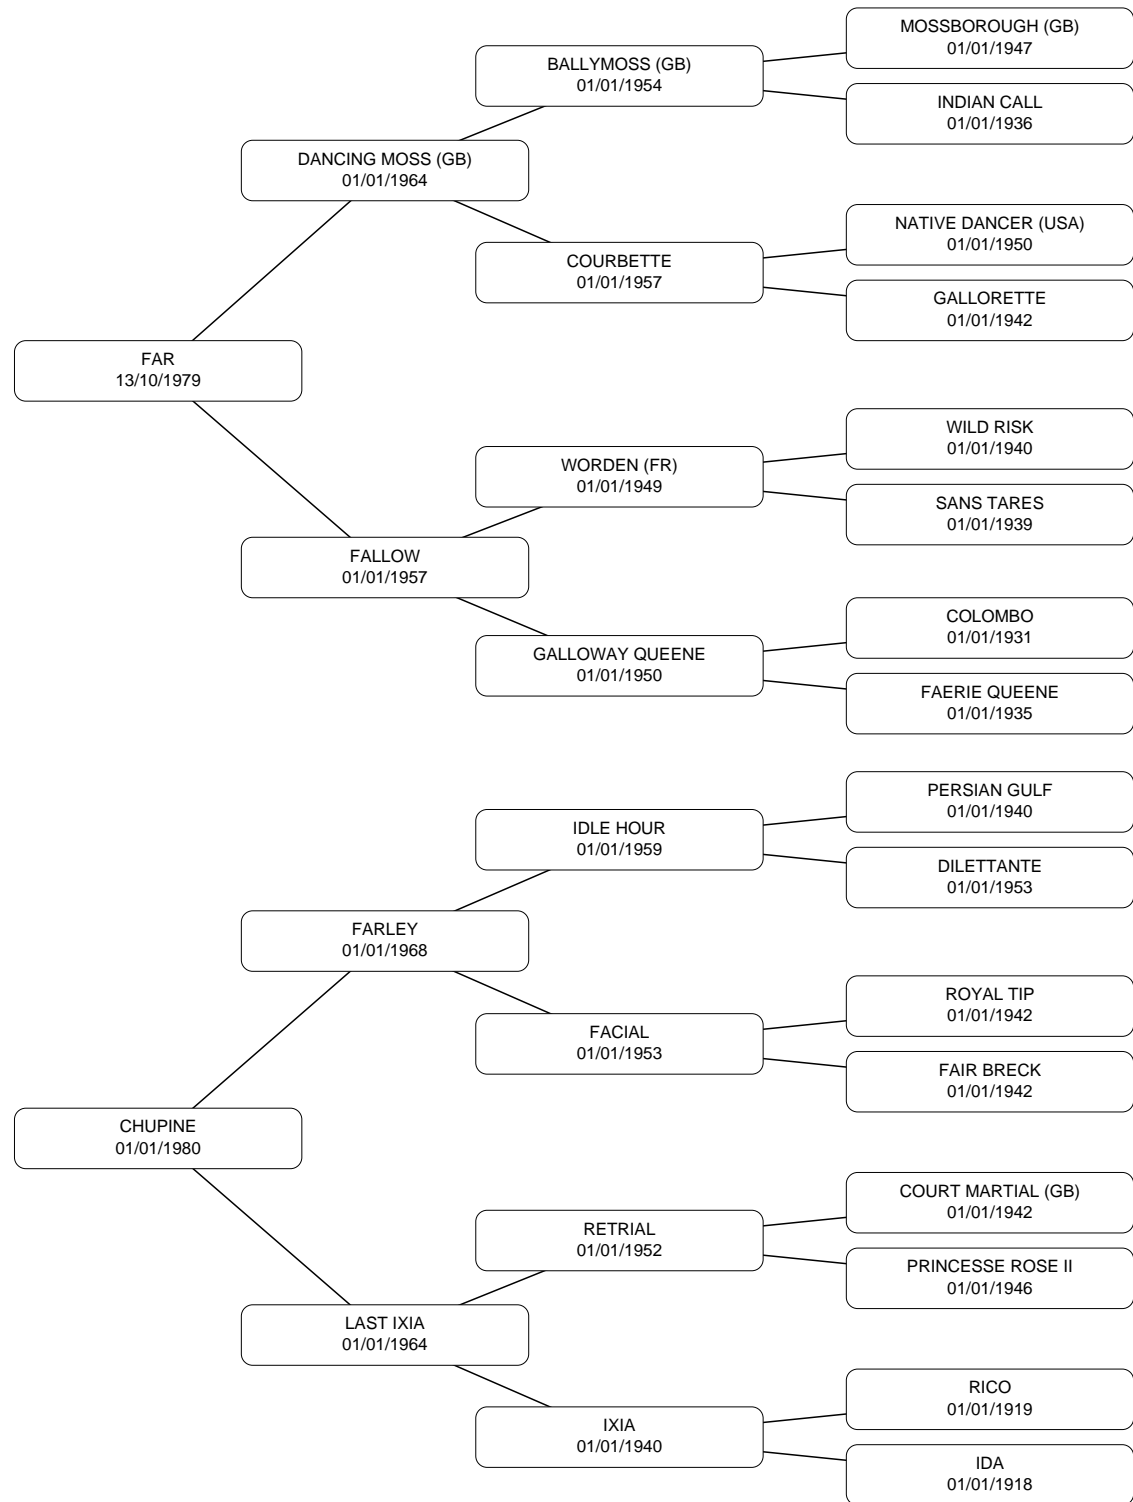 MOSSBOROUGH (GB)
01/01/1947
BALLYMOSS (GB)
01/01/1954
INDIAN CALL
01/01/1936
DANCING MOSS (GB)
01/01/1964
NATIVE DANCER (USA)
01/01/1950
COURBETTE
01/01/1957
GALLORETTE
01/01/1942
FAR
13/10/1979
WILD RISK
01/01/1940
WORDEN (FR)
01/01/1949
SANS TARES
01/01/1939
FALLOW
01/01/1957
COLOMBO
01/01/1931
GALLOWAY QUEENE
01/01/1950
FAERIE QUEENE
01/01/1935
PERSIAN GULF
01/01/1940
IDLE HOUR
01/01/1959
DILETTANTE
01/01/1953
FARLEY
01/01/1968
ROYAL TIP
01/01/1942
FACIAL
01/01/1953
FAIR BRECK
01/01/1942
CHUPINE
01/01/1980
COURT MARTIAL (GB)
01/01/1942
RETRIAL
01/01/1952
PRINCESSE ROSE II
01/01/1946
LAST IXIA
01/01/1964
RICO
01/01/1919
IXIA
01/01/1940
IDA
01/01/1918